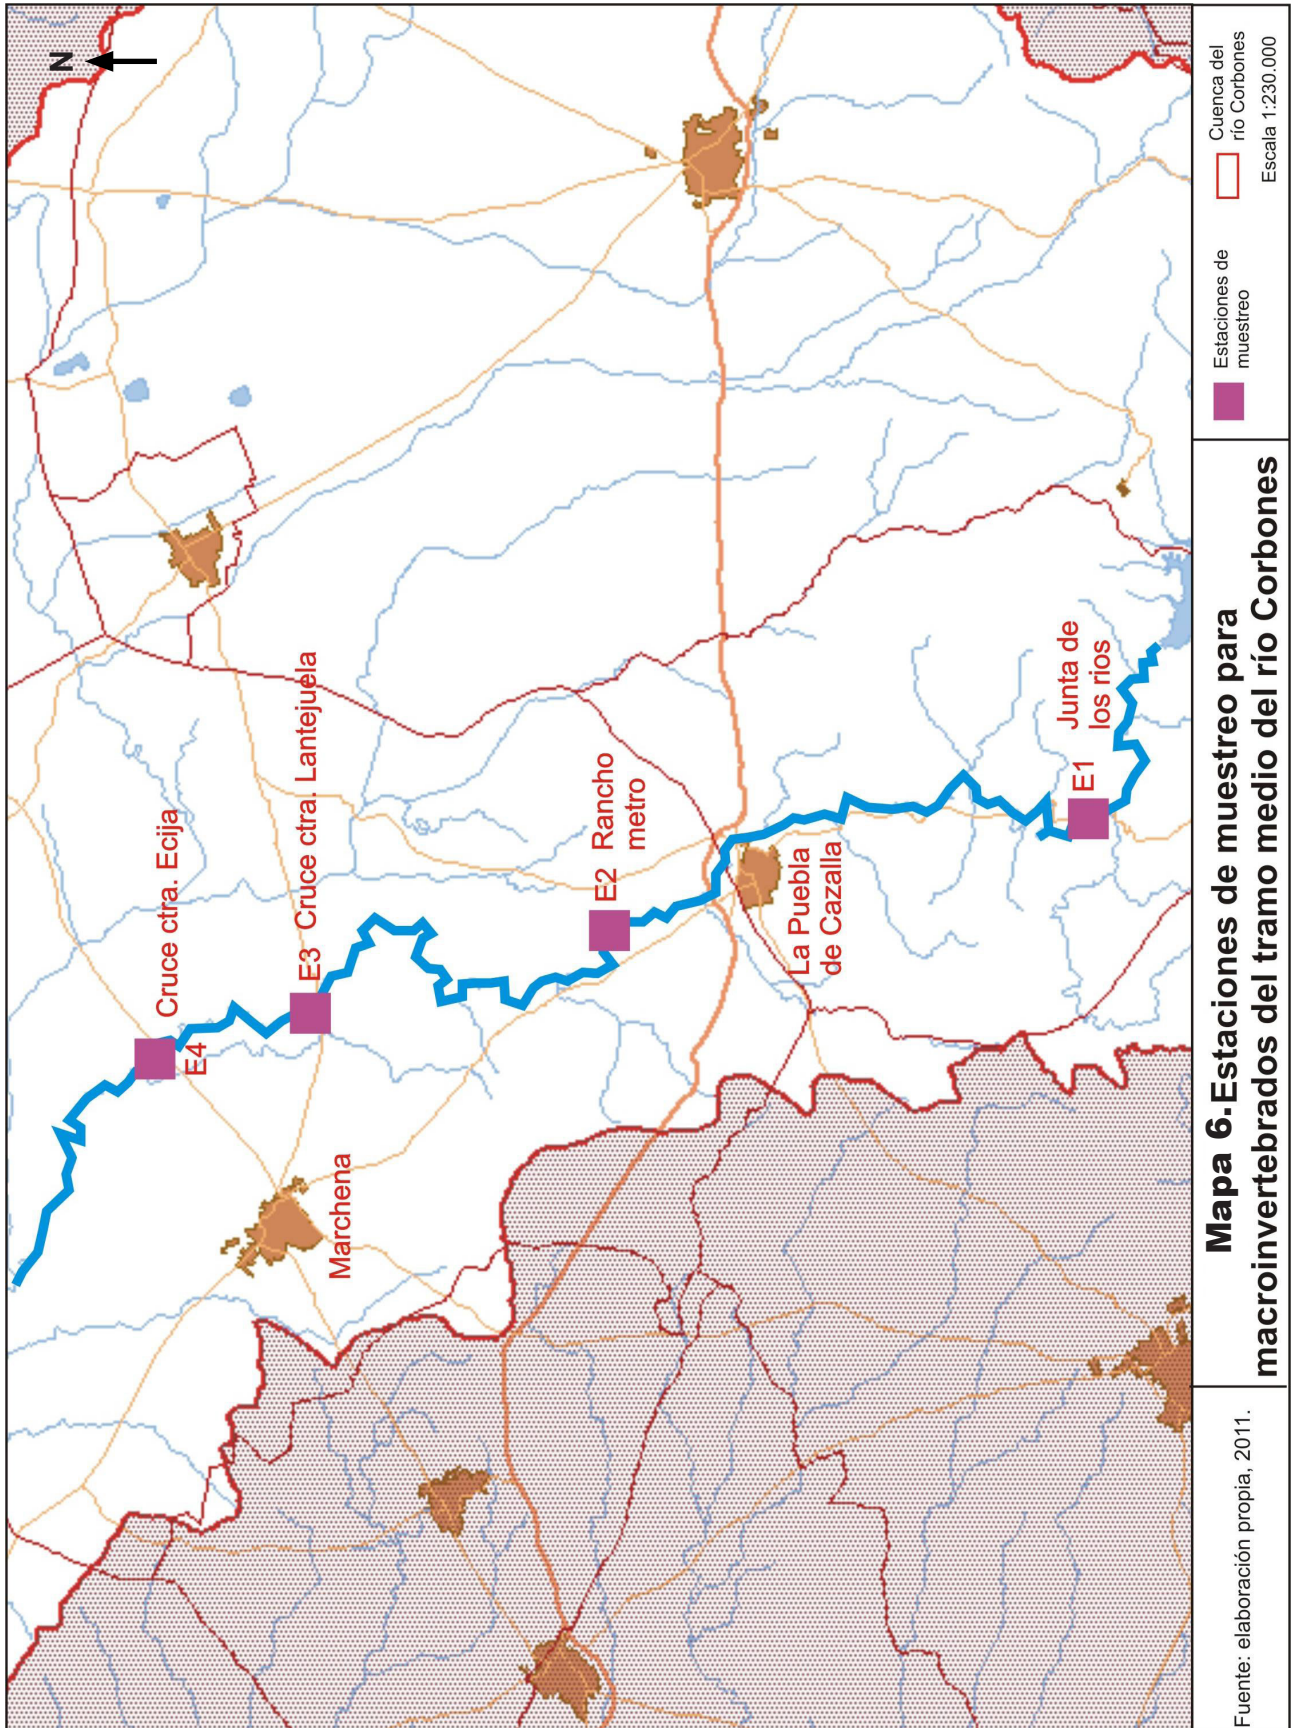 N
Cruce ctra. Ecija
E4
E3 Cruce ctra. Lantejuela
Marchena
E2 Rancho
metro
La Puebla
de Cazalla
Junta de
los rios
E1
Fuente: elaboración propia, 2011.
Mapa 6.Estaciones de muestreo para
macroinvertebrados del tramo medio del río Corbones
Estaciones de
muestreo
Cuenca del
río Corbones
Escala 1:230.000